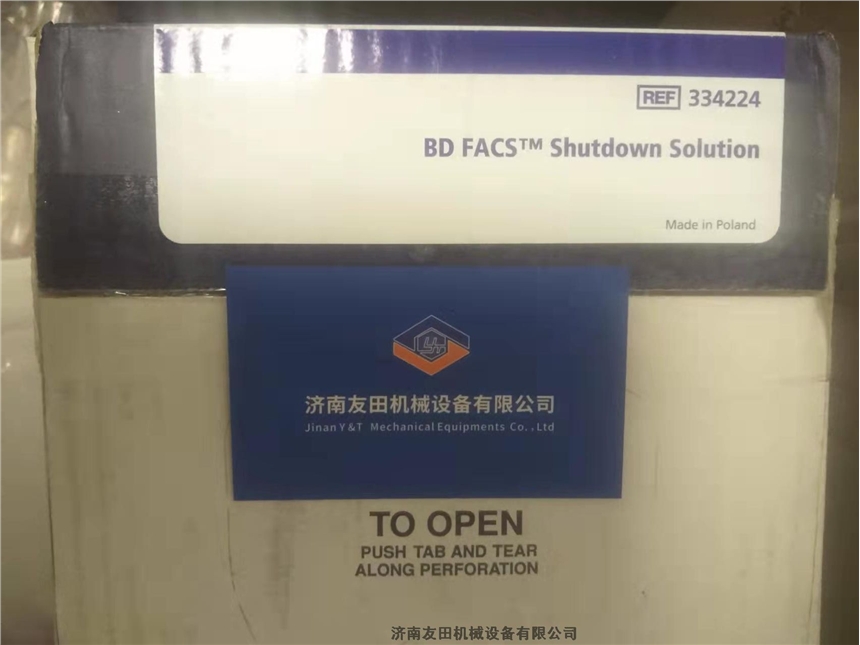 REF 334224
BD FACS™ Shutdown Solution
Made in Poland
济南友田机械设备有限公司
Jinan Y&T Mechanical Equipments Co.,Ltd
TO OPEN
PUSH TAB AND TEAR
ALONG PERFORATION
济南友田机械设备有限公司